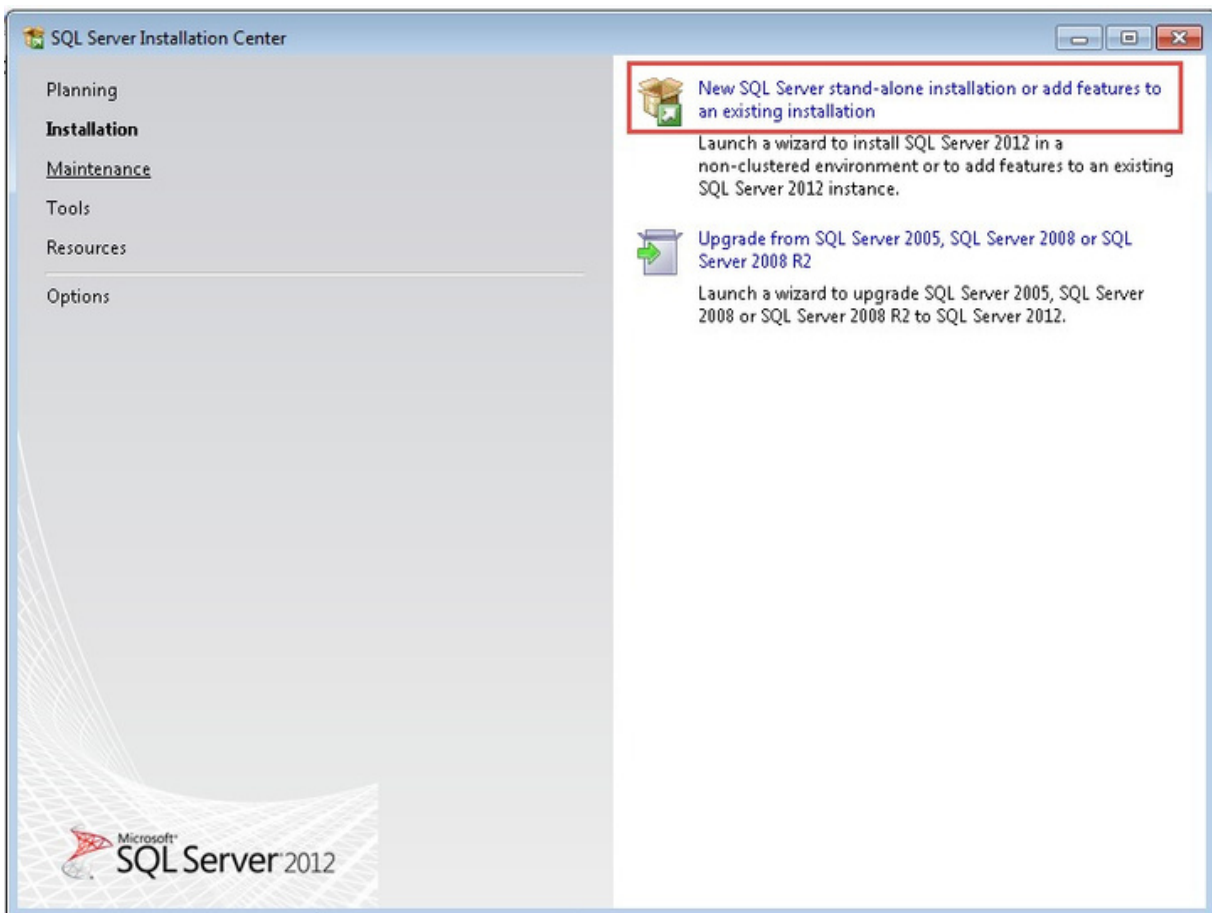 SQL Server Installation Center
Planning
Installation
Maintenance
Tools
Resources
Options
New SQL Server stand-alone installation or add features to
an existing installation
Launch a wizard to install SQL Server 2012 in a
non-clustered environment or to add features to an existing
SQL Server 2012 instance.
Upgrade from SQL Server 2005, SQL Server 2008 or SQL
Server 2008 R2
Launch a wizard to upgrade SQL Server 2005, SQL Server
2008 or SQL Server 2008 R2 to SQL Server 2012.
Microsoft®
SQL Server® 2012